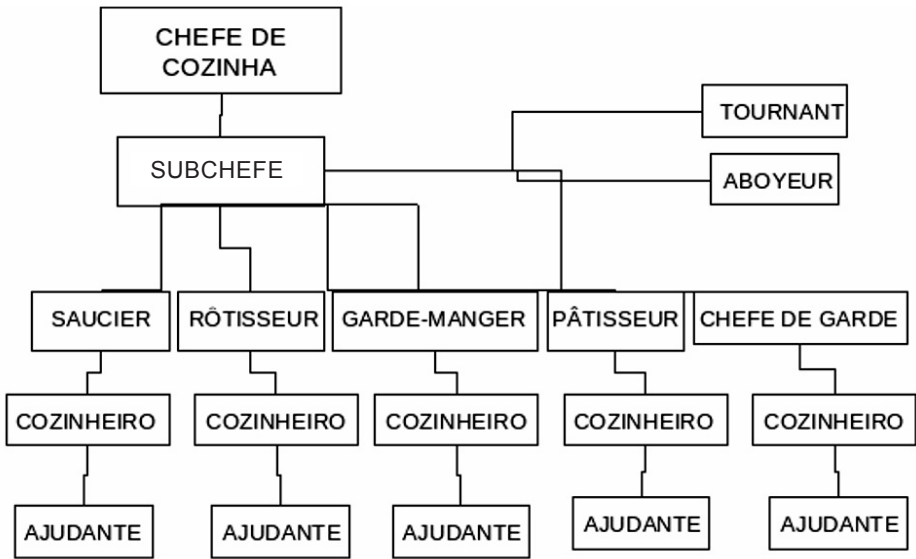 CHEFE DE
COZINHA
TOURNANT
SUBCHEFE
ABOYEUR
SAUCIER
RÔTISSEUR
GARDE-MANGER
PÂTISSEUR
CHEFE DE GARDE
COZINHEIRO
COZINHEIRO
COZINHEIRO
COZINHEIRO
COZINHEIRO
AJUDANTE
AJUDANTE
AJUDANTE
AJUDANTE
AJUDANTE